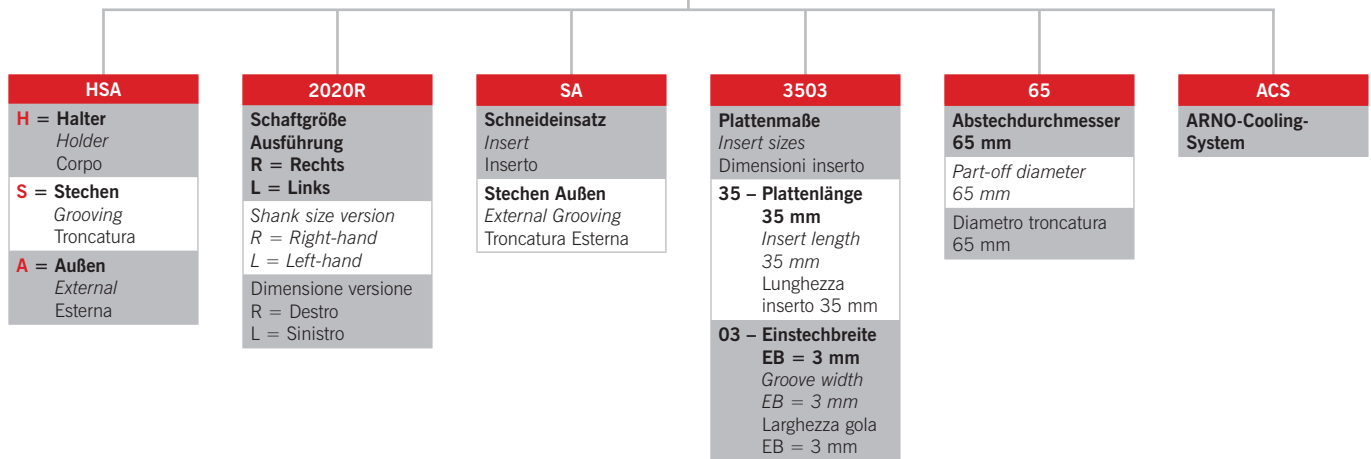 HSA
H = Halter
Holder
Corpo
S = Stechen
Grooving
Troncatura
A = Außen
External
Esterna
2020R
Schaftgröße
Ausführung
R = Rechts
L = Links
Shank size version
R = Right-hand
L = Left-hand
Dimensione versione
R = Destro
L = Sinistro
SA
Schneideinsatz
Insert
Inserto
Stechen Außen
External Grooving
Troncatura Esterna
3503
Plattenmaße
Insert sizes
Dimensioni inserto
35 – Plattenlänge
35 mm
Insert length
35 mm
Lunghezza
inserto 35 mm
03 – Einstechbreite
EB = 3 mm
Groove width
EB = 3 mm
Larghezza gola
EB = 3 mm
65
Abstechdurchmesser
65 mm
Part-off diameter
65 mm
Diametro troncatura
65 mm
ACS
ARNO-Cooling-
System